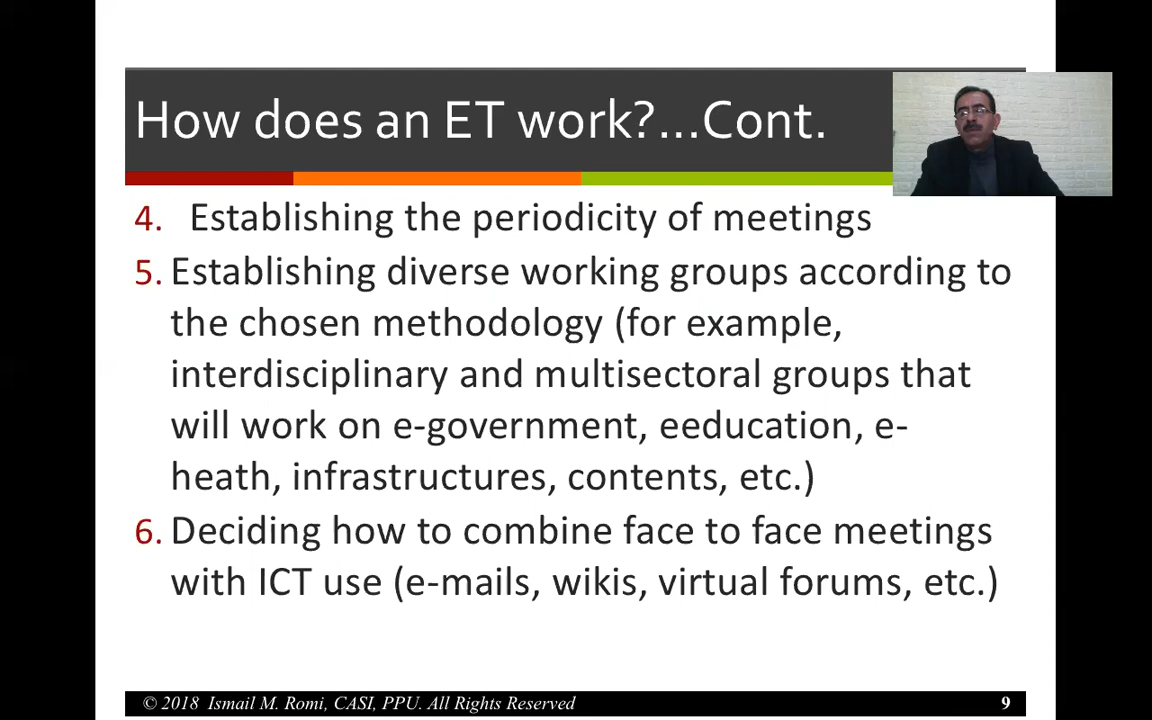 How does an ET work?...Cont.
4. Establishing the periodicity of meetings
5. Establishing diverse working groups according to
the chosen methodology (for example,
interdisciplinary and multisectoral groups that
will work on e-government, eeducation, e-
heath, infrastructures, contents, etc.)
6. Deciding how to combine face to face meetings
with ICT use (e-mails, wikis, virtual forums, etc.)
© 2018 Ismail M. Romi, CASI, PPU. All Rights Reserved 9